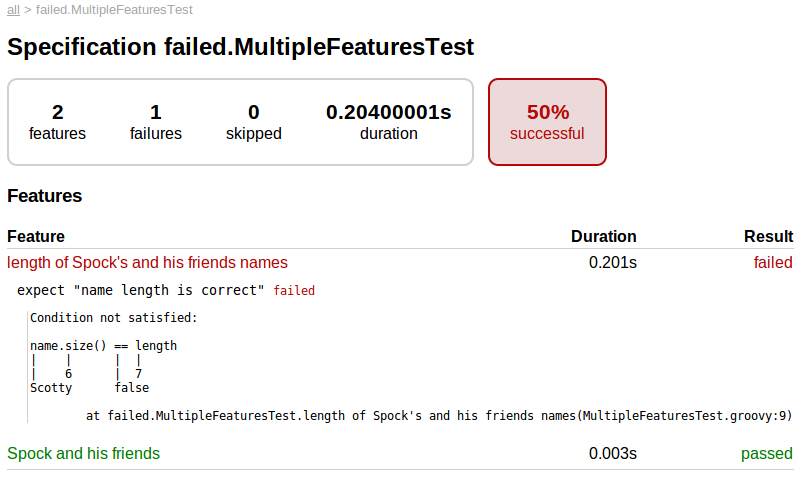 all > failed.MultipleFeaturesTest
Specification failed.MultipleFeaturesTest
2 1 0 0.20400001s 50%
features failures skipped duration successful
Features
Feature Duration Result
length of Spock's and his friends names 0.201s failed
expect "name length is correct" failed
Condition not satisfied:
name.size() == length
|    |      |  |
|    6      |  7
Scotty      false
at failed.MultipleFeaturesTest.length of Spock's and his friends names(MultipleFeaturesTest.groovy:9)
Spock and his friends 0.003s passed